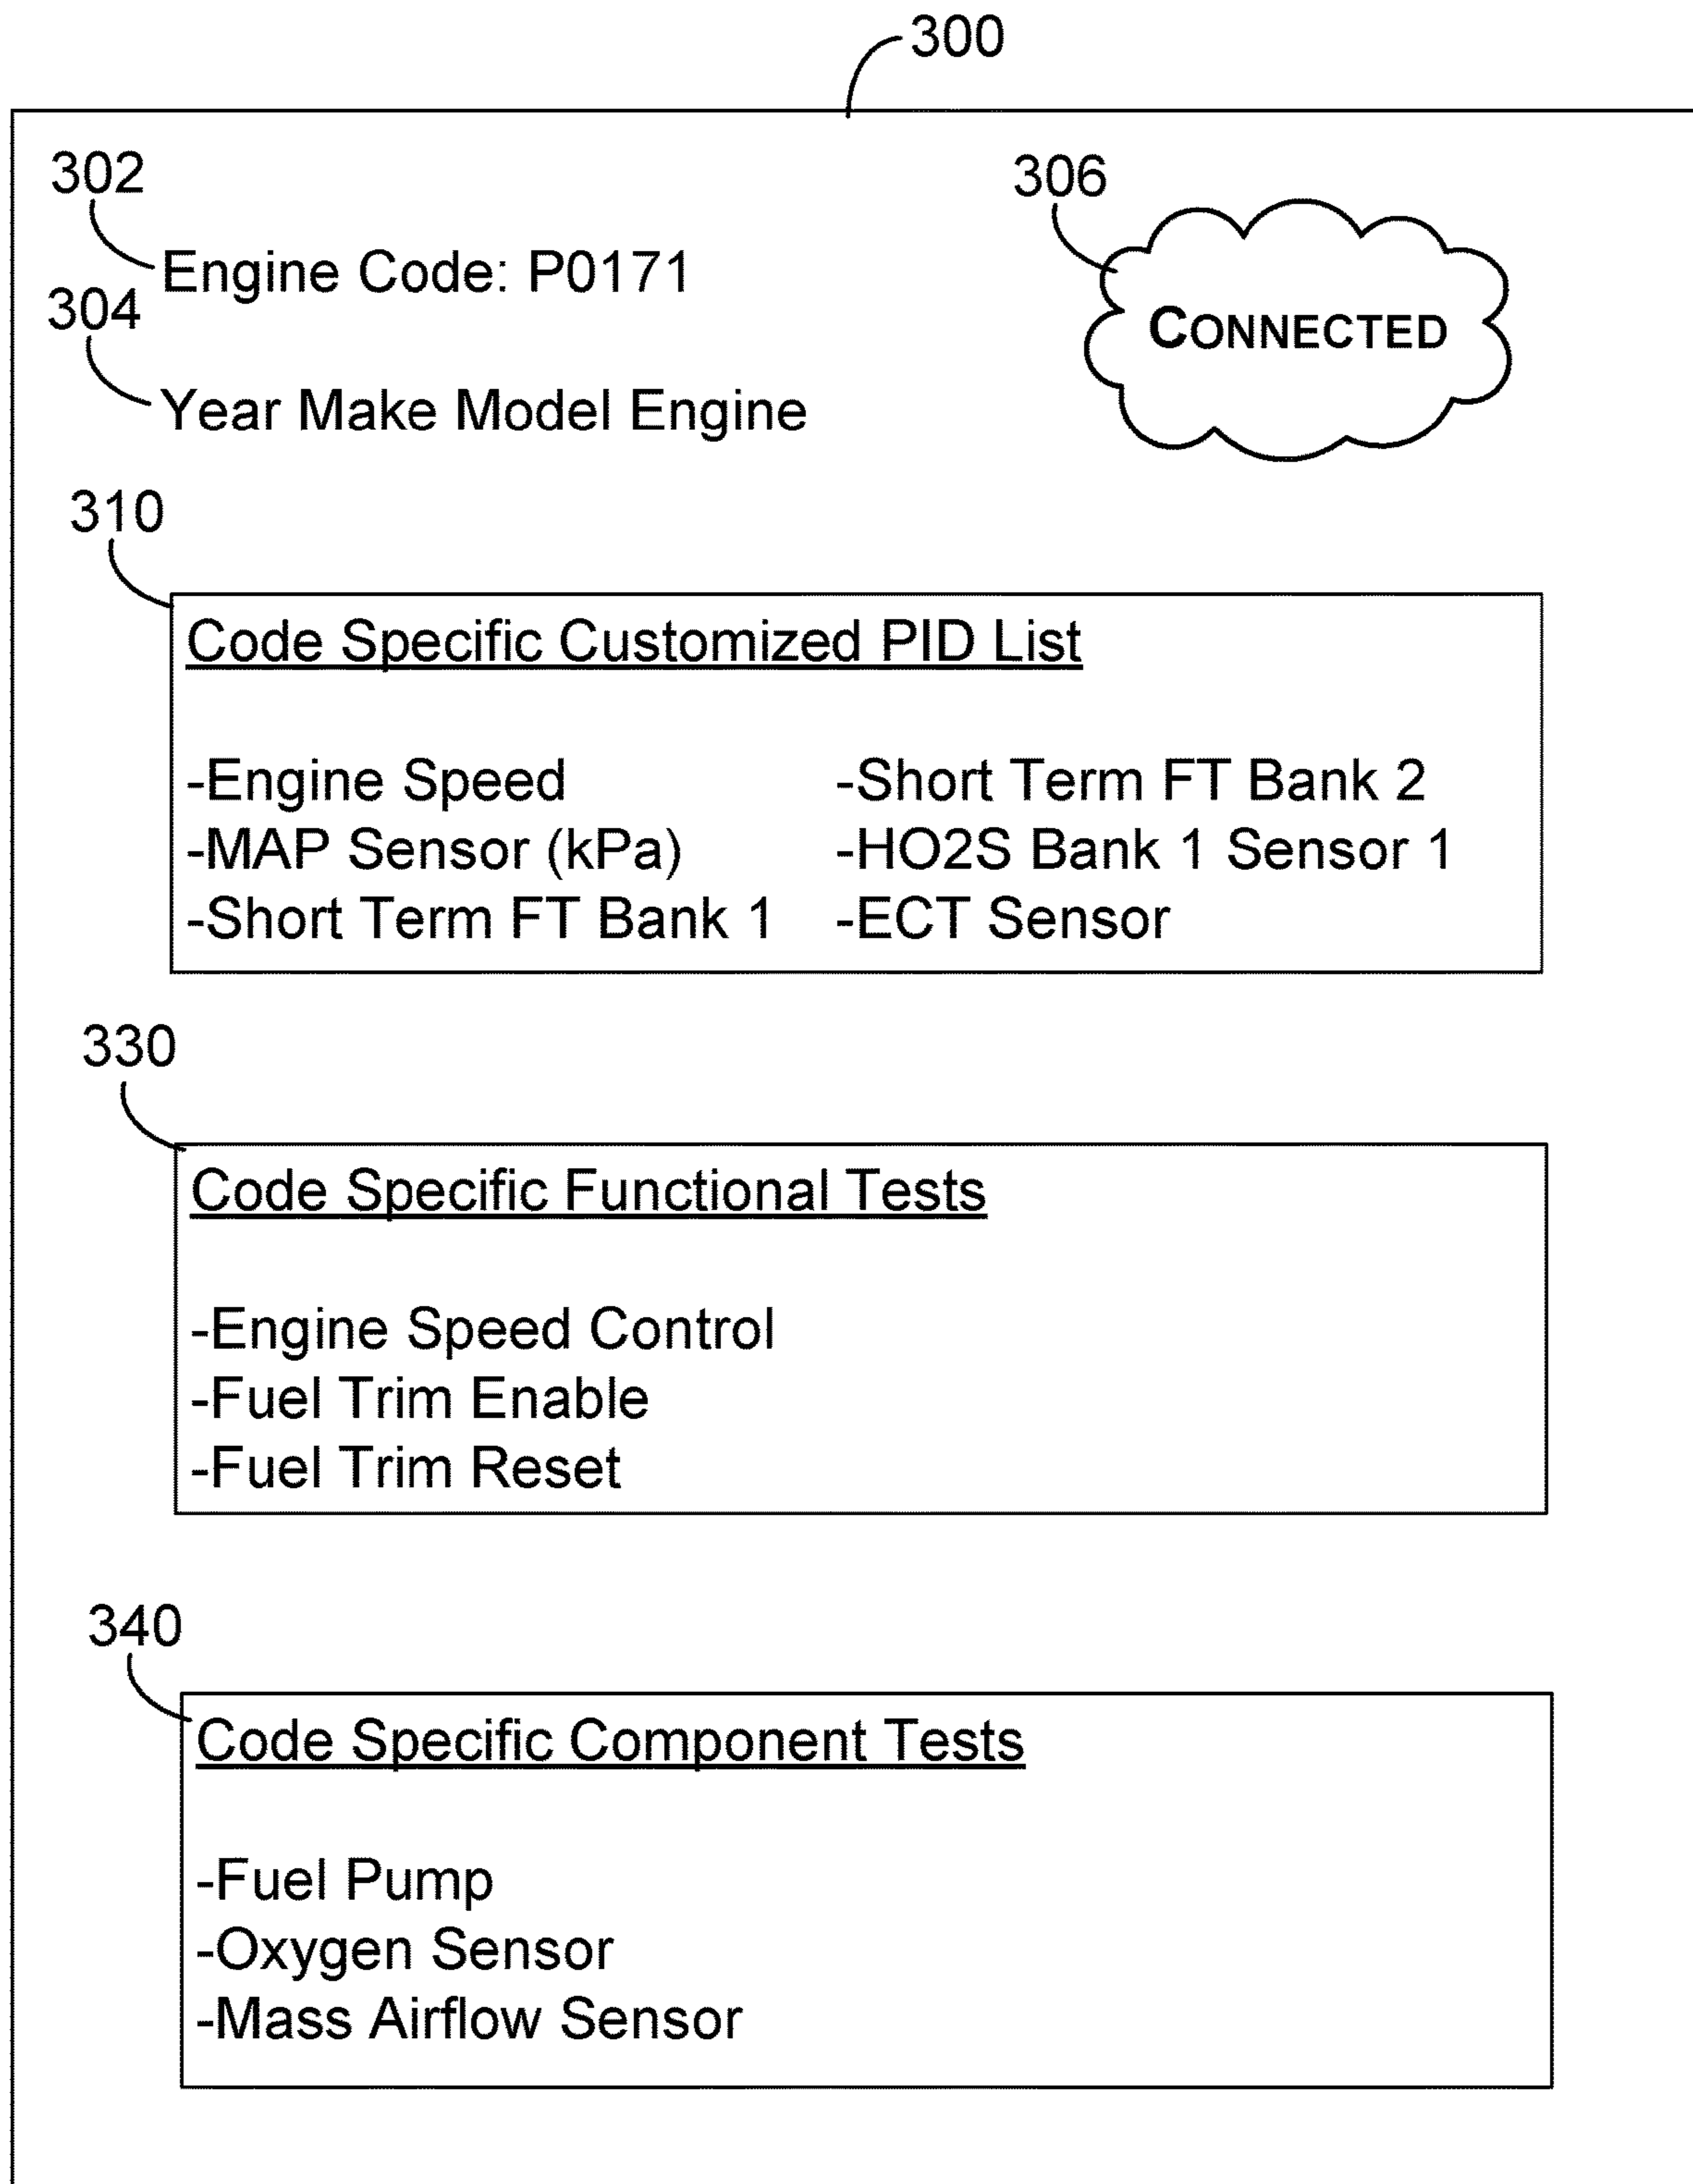 300
302
306
Engine Code: P0171
304
CONNECTED
Year Make Model Engine
310
Code Specific Customized PID List
-Engine Speed
-MAP Sensor (kPa)
-Short Term FT Bank 1
-Short Term FT Bank 2
-HO2S Bank 1 Sensor 1
-ECT Sensor
330
Code Specific Functional Tests
-Engine Speed Control
-Fuel Trim Enable
-Fuel Trim Reset
340
Code Specific Component Tests
-Fuel Pump
-Oxygen Sensor
-Mass Airflow Sensor